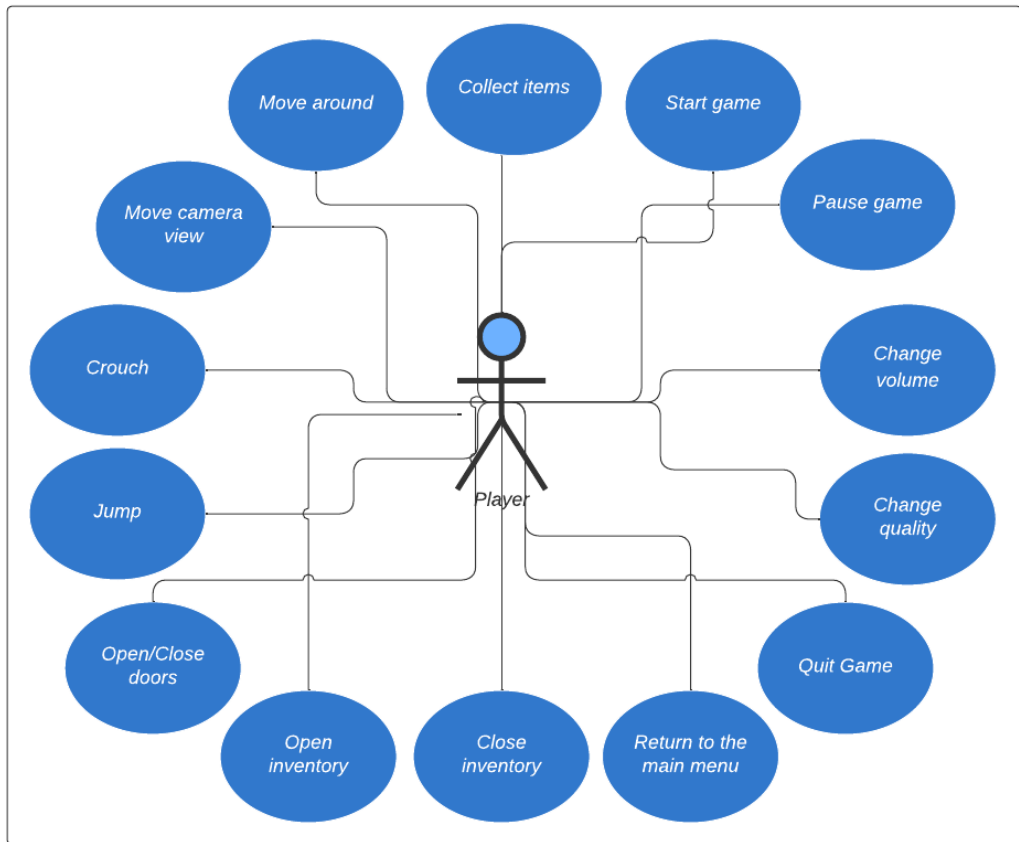 Collect items
Move around
Start game
Pause game
Move camera
view
Crouch
Change
volume
Jump
Player
Change
quality
Open/Close
doors
Quit Game
Open
inventory
Close
inventory
Return to the
main menu